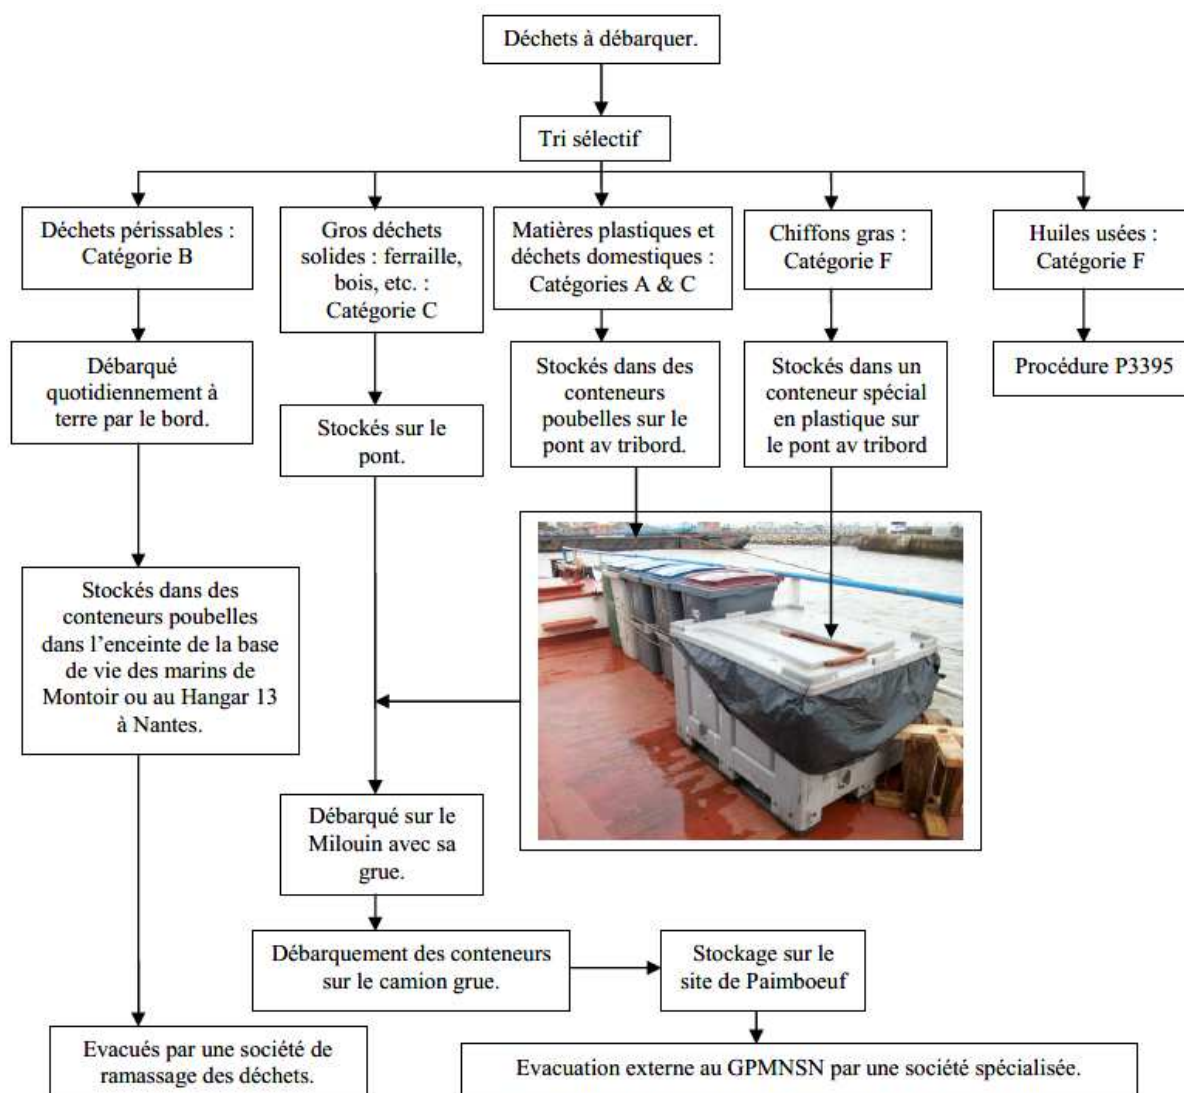 Déchets à débarquer.
Tri sélectif
Déchets périssables :
Catégorie B
Gros déchets
solides : ferraille,
bois, etc. :
Catégorie C
Matières plastiques et
déchets domestiques :
Catégories A & C
Chiffons gras :
Catégorie F
Huiles usées :
Catégorie F
Débarqué
quotidiennement à
terre par le bord.
Stockés sur le
pont.
Stockés dans des
conteneurs
poubelles sur le
pont av tribord.
Stockés dans un
conteneur spécial
en plastique sur
le pont av tribord
Procédure P3395
Stockés dans des
conteneurs poubelles
dans l’enceinte de la base
de vie des marins de
Montoir ou au Hangar 13
à Nantes.
Débarqué sur le
Milouin avec sa
grue.
Débarquement des conteneurs
sur le camion grue.
Stockage sur le
site de Paimboeuf
Evacués par une société de
ramassage des déchets.
Evacuation externe au GPMNSN par une société spécialisée.